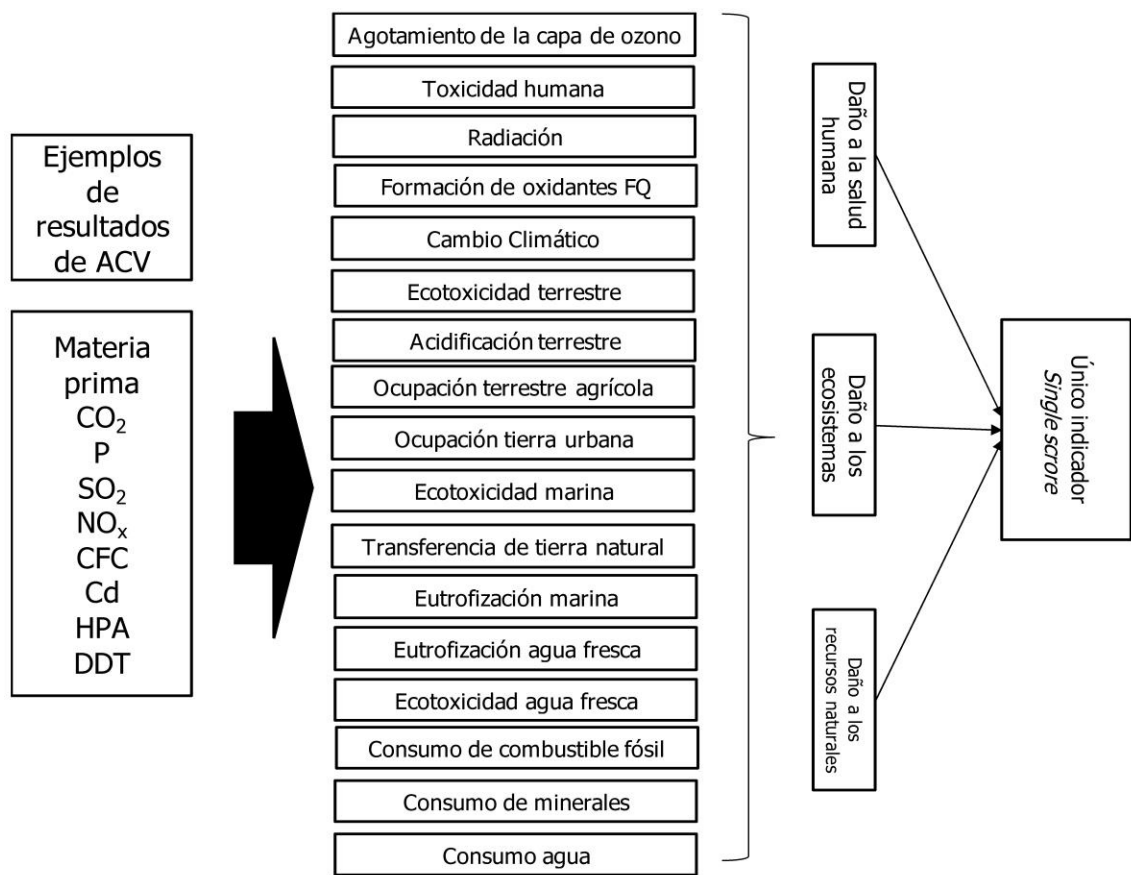 Ejemplos
de
resultados
de ACV
Materia
prima
CO₂
P
SO₂
NOₓ
CFC
Cd
HPA
DDT
Agotamiento de la capa de ozono
Toxicidad humana
Radiación
Formación de oxidantes FQ
Cambio Climático
Ecotoxicidad terrestre
Acidificación terrestre
Ocupación terrestre agrícola
Ocupación tierra urbana
Ecotoxicidad marina
Transferencia de tierra natural
Eutrofización marina
Eutrofización agua fresca
Ecotoxicidad agua fresca
Consumo de combustible fósil
Consumo de minerales
Consumo agua
Daño a la salud
humana
Daño a los
ecosistemas
Daño a los
recursos naturales
Único indicador
Single scrore